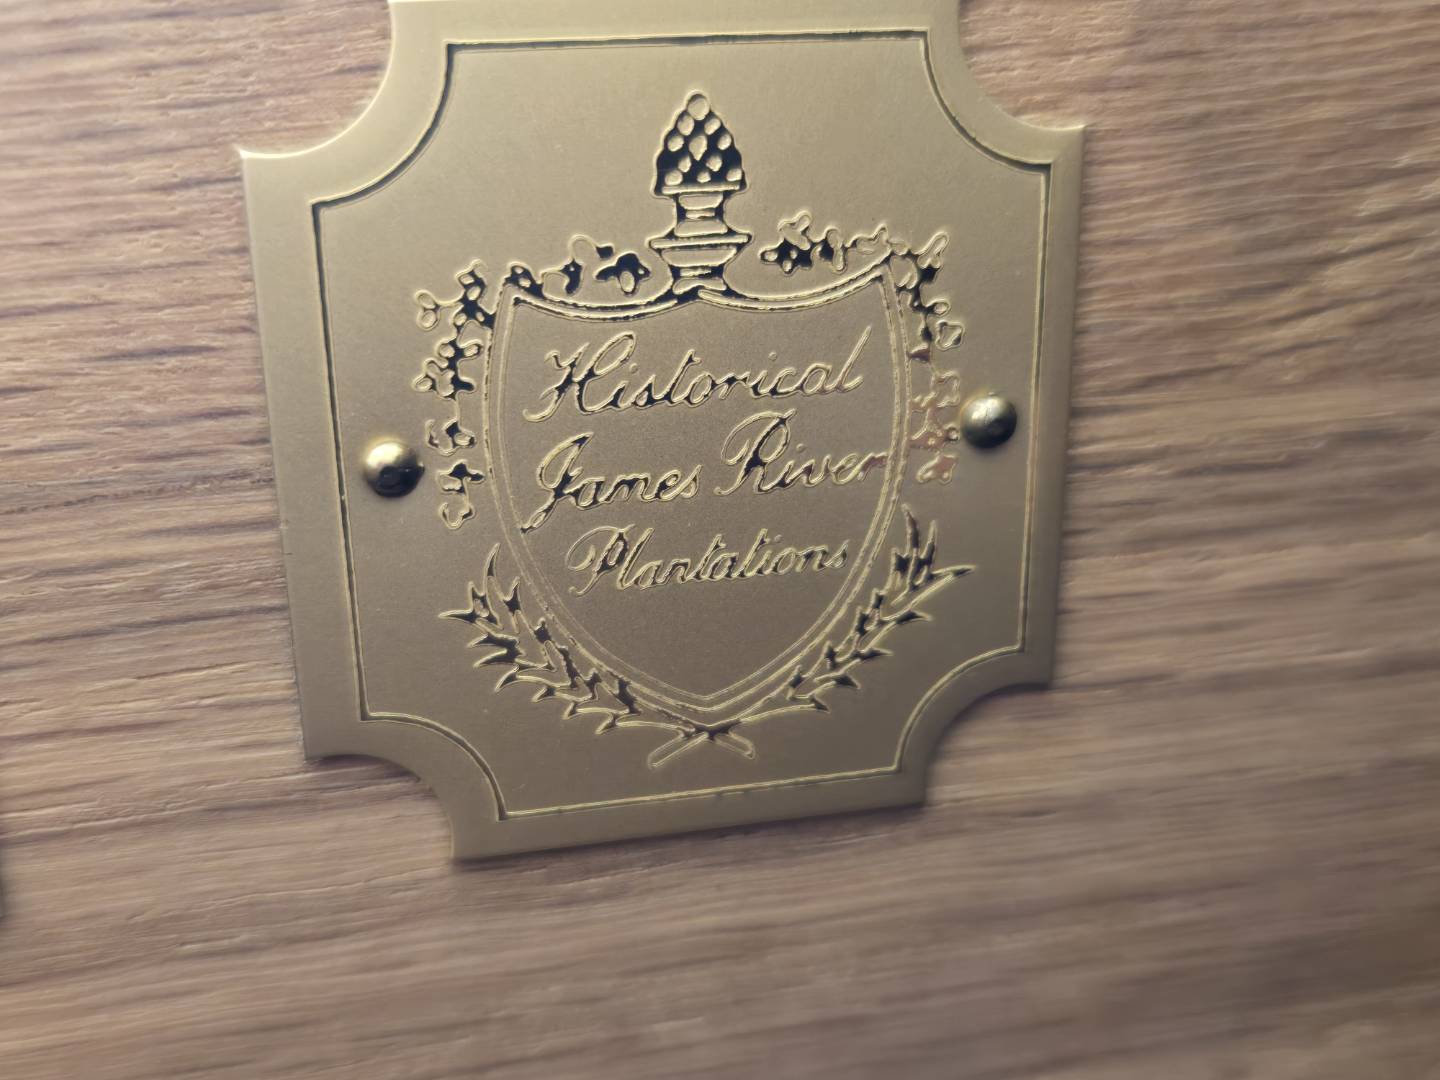 Historical
James River
Plantations